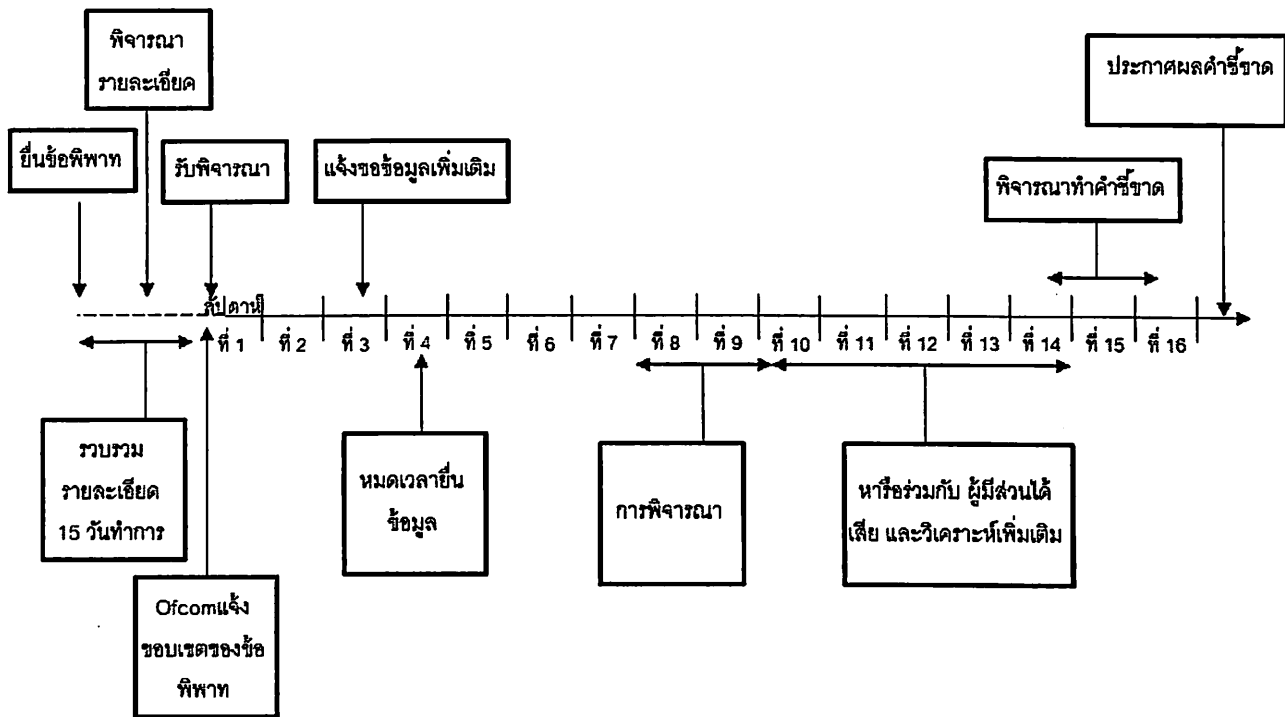 พิจารณา
รายละเอียด
ประกาศผลคำชี้ขาด
ยื่นข้อพิพาท
รับพิจารณา
แจ้งขอข้อมูลเพิ่มเติม
พิจารณาทำคำชี้ขาด
สัปดาห์
ที่ 1
ที่ 2
ที่ 3
ที่ 4
ที่ 5
ที่ 6
ที่ 7
ที่ 8
ที่ 9
ที่ 10
ที่ 11
ที่ 12
ที่ 13
ที่ 14
ที่ 15
ที่ 16
รวบรวม
รายละเอียด
15 วันทำการ
หมดเวลายื่น
ข้อมูล
การพิจารณา
หารือร่วมกับ ผู้มีส่วนได้
เสีย และวิเคราะห์เพิ่มเติม
Ofcomแจ้ง
ขอบเขตของข้อ
พิพาท